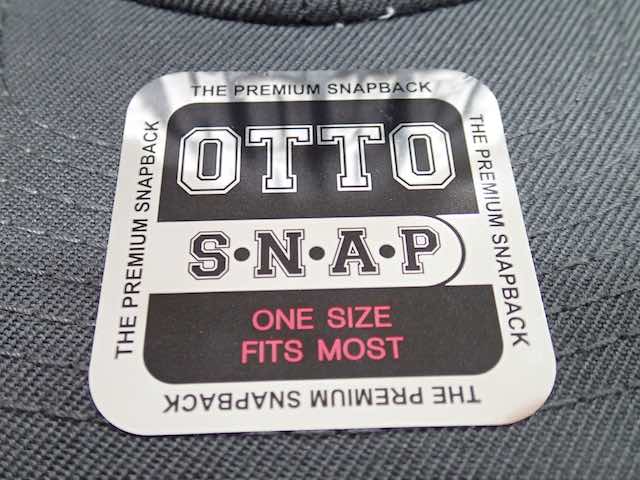 THE PREMIUM SNAPBACK
OTTO
S•N•A•P
ONE SIZE
FITS MOST
THE PREMIUM SNAPBACK
THE PREMIUM SNAPBACK
THE PREMIUM SNAPBACK